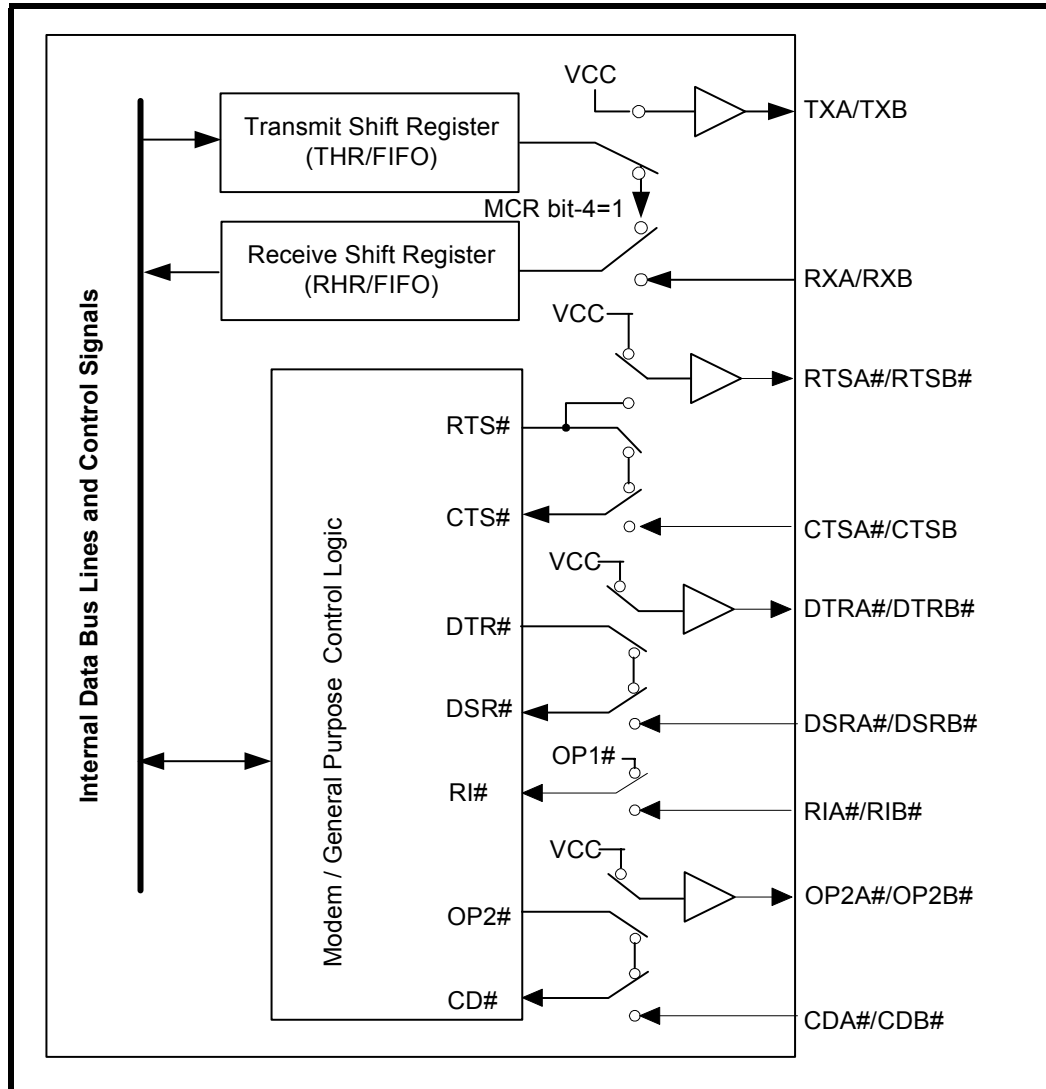 VCC
TXA/TXB
Transmit Shift Register
(THR/FIFO)
MCR bit-4=1
Receive Shift Register
(RHR/FIFO)
RXA/RXB
VCC
RTSA#/RTSB#
RTS#
CTS#
CTSA#/CTSB
VCC
DTRA#/DTRB#
DTR#
DSR#
DSRA#/DSRB#
OP1#
RI#
RIA#/RIB#
VCC
OP2A#/OP2B#
OP2#
CD#
CDA#/CDB#
Internal Data Bus Lines and Control Signals
Modem / General Purpose Control Logic